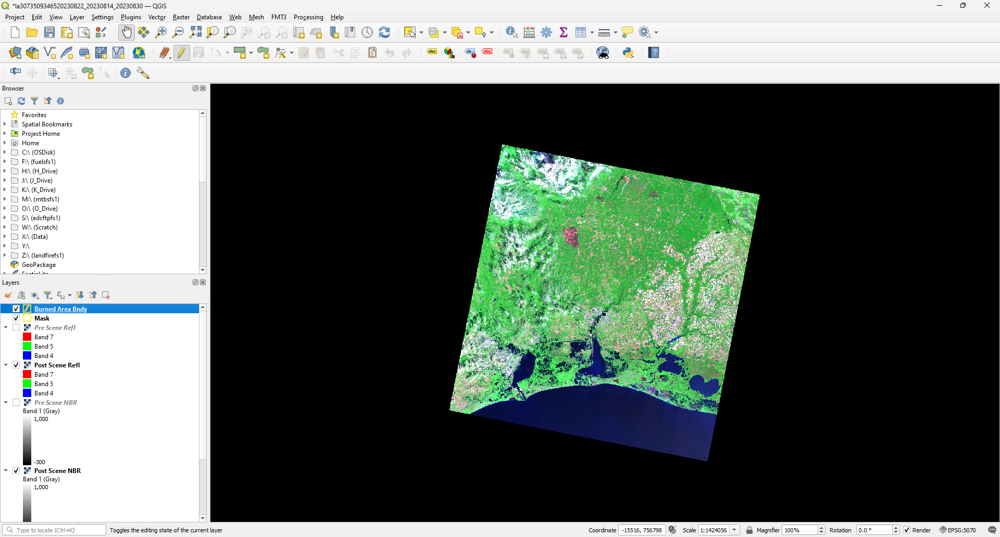 *la3073509346520230822_20230814_20230830 — QGIS
Project Edit View Layer Settings Plugins Vector Raster Database Web Mesh FMT3 Processing Help
Browser
Favorites
Spatial Bookmarks
Project Home
Home
C:\ (OSDisk)
F:\ (fuelsfs1)
H:\ (H_Drive)
J:\ (J_Drive)
K:\ (K_Drive)
M:\ (mtbsfs1)
O:\ (O_Drive)
S:\ (edcftpfs1)
W:\ (Scratch)
X:\ (Data)
Y:\
Z:\ (landfirefs1)
GeoPackage
Layers
Burned Area Bndy
Mask
Pre Scene Refl
Band 7
Band 5
Band 4
Post Scene Refl
Band 7
Band 5
Band 4
Pre Scene NBR
Band 1 (Gray)
1,000
-300
Post Scene NBR
Band 1 (Gray)
1,000
Type to locate (Ctrl+K) Toggles the editing state of the current layer Coordinate -15516, 756798 Scale 1:1424056 Magnifier 100% Rotation 0.0 ° Render EPSG:5070